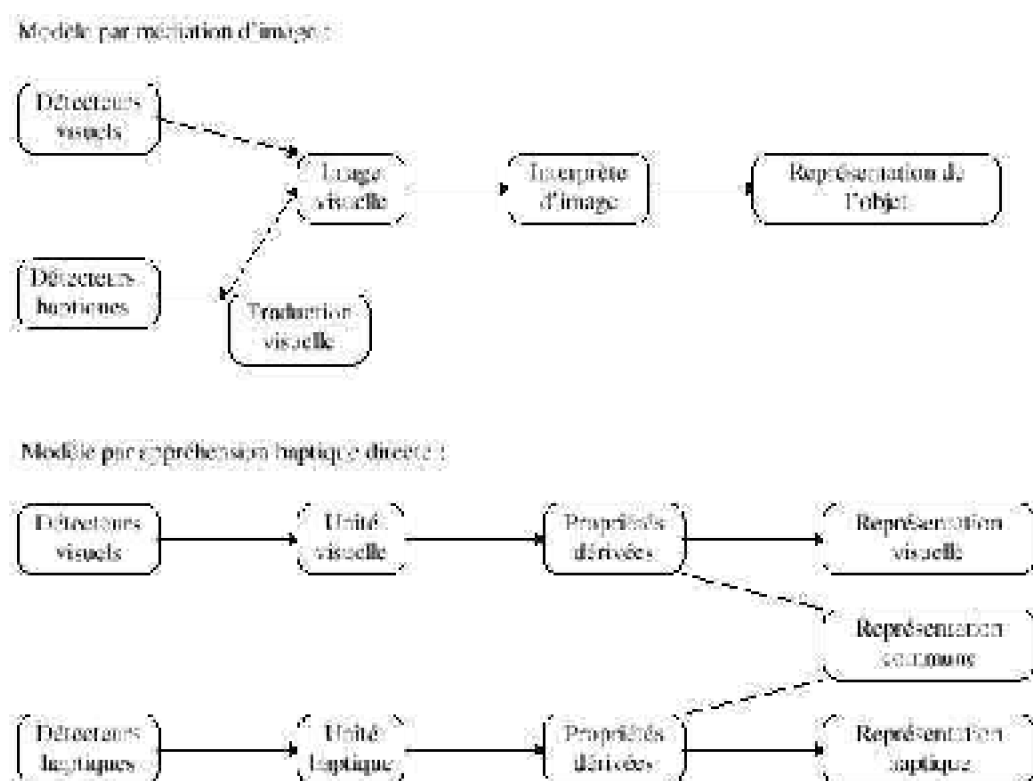 Modèle par médiation d'image :
Détecteurs
visuels
Image
visuelle
Interprète
d'image
Représentation de
l'objet
Détecteurs
haptiques
Traduction
visuelle
Modèle par appréhension haptique directe :
Détecteurs
visuels
Unité
visuelle
Propriétés
dérivées
Représentation
visuelle
Représentation
commune
Détecteurs
haptiques
Unité
haptique
Propriétés
dérivées
Représentation
haptique